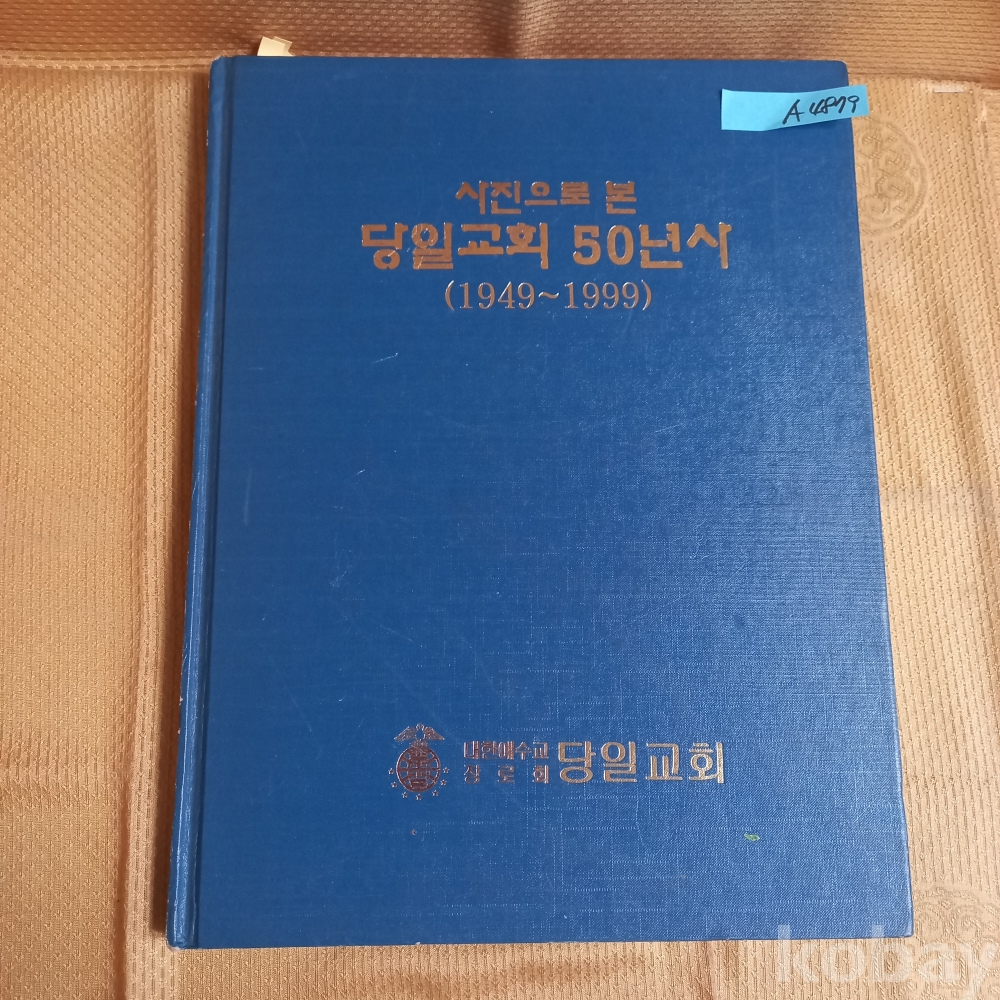 A4879
사진으로 본
당일교회 50년사
(1949~1999)
대한예수교
장로회 당일교회
kobay